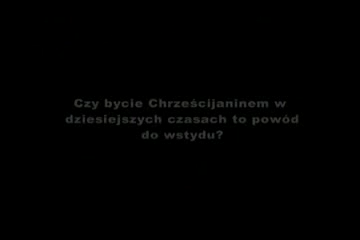 Czy bycie Chrześcijaninem w
dziesiejszych czasach to powód
do wstydu?